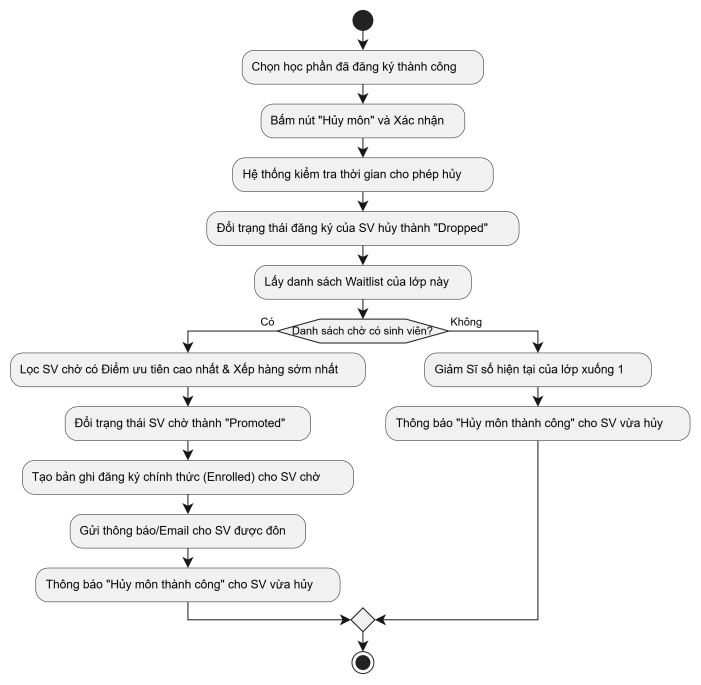 Chọn học phần đã đăng ký thành công
Bấm nút "Hủy môn" và Xác nhận
Hệ thống kiểm tra thời gian cho phép hủy
Đổi trạng thái đăng ký của SV hủy thành "Dropped"
Lấy danh sách Waitlist của lớp này
Danh sách chờ có sinh viên?
Có
Không
Lọc SV chờ có Điểm ưu tiên cao nhất & Xếp hàng sớm nhất
Đổi trạng thái SV chờ thành "Promoted"
Tạo bản ghi đăng ký chính thức (Enrolled) cho SV chờ
Gửi thông báo/Email cho SV được đôn
Thông báo "Hủy môn thành công" cho SV vừa hủy
Giảm Sĩ số hiện tại của lớp xuống 1
Thông báo "Hủy môn thành công" cho SV vừa hủy